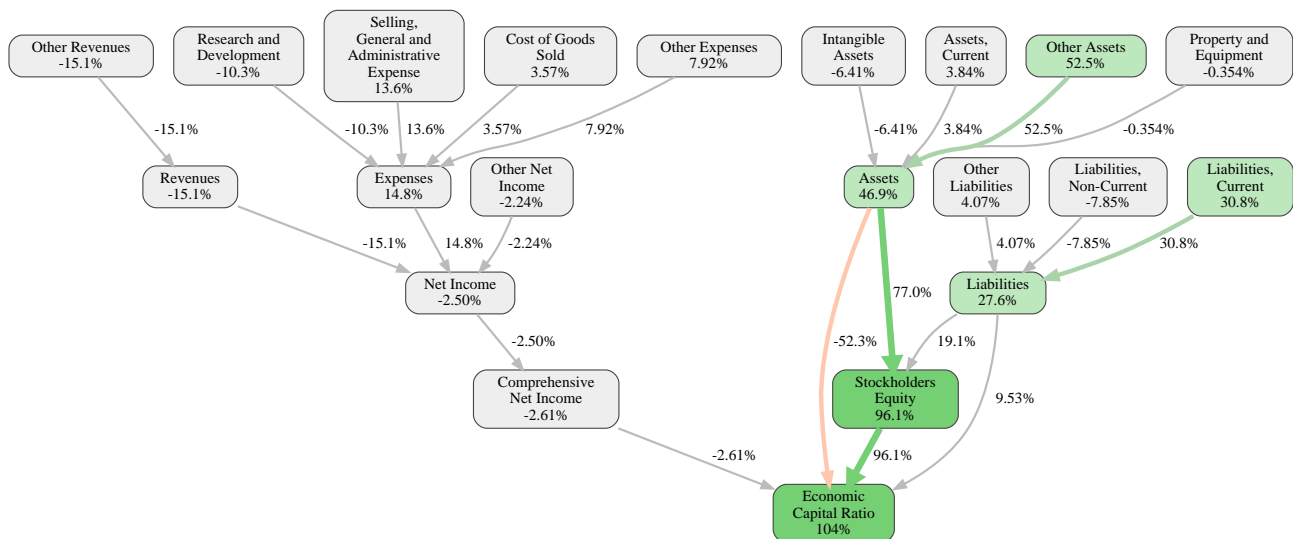 Other Revenues
-15.1%
Research and
Development
-10.3%
Selling,
General and
Administrative
Expense
13.6%
Cost of Goods
Sold
3.57%
Other Expenses
7.92%
Intangible
Assets
-6.41%
Assets,
Current
3.84%
Other Assets
52.5%
Property and
Equipment
-0.354%
-15.1%
-10.3%
13.6%
3.57%
7.92%
-6.41%
3.84%
52.5%
-0.354%
Revenues
-15.1%
Expenses
14.8%
Other Net
Income
-2.24%
Assets
46.9%
Other
Liabilities
4.07%
Liabilities,
Non-Current
-7.85%
Liabilities,
Current
30.8%
-15.1%
14.8%
-2.24%
4.07%
-7.85%
30.8%
Net Income
-2.50%
77.0%
Liabilities
27.6%
-2.50%
-52.3%
19.1%
9.53%
Comprehensive
Net Income
-2.61%
Stockholders
Equity
96.1%
-2.61%
96.1%
Economic
Capital Ratio
104%